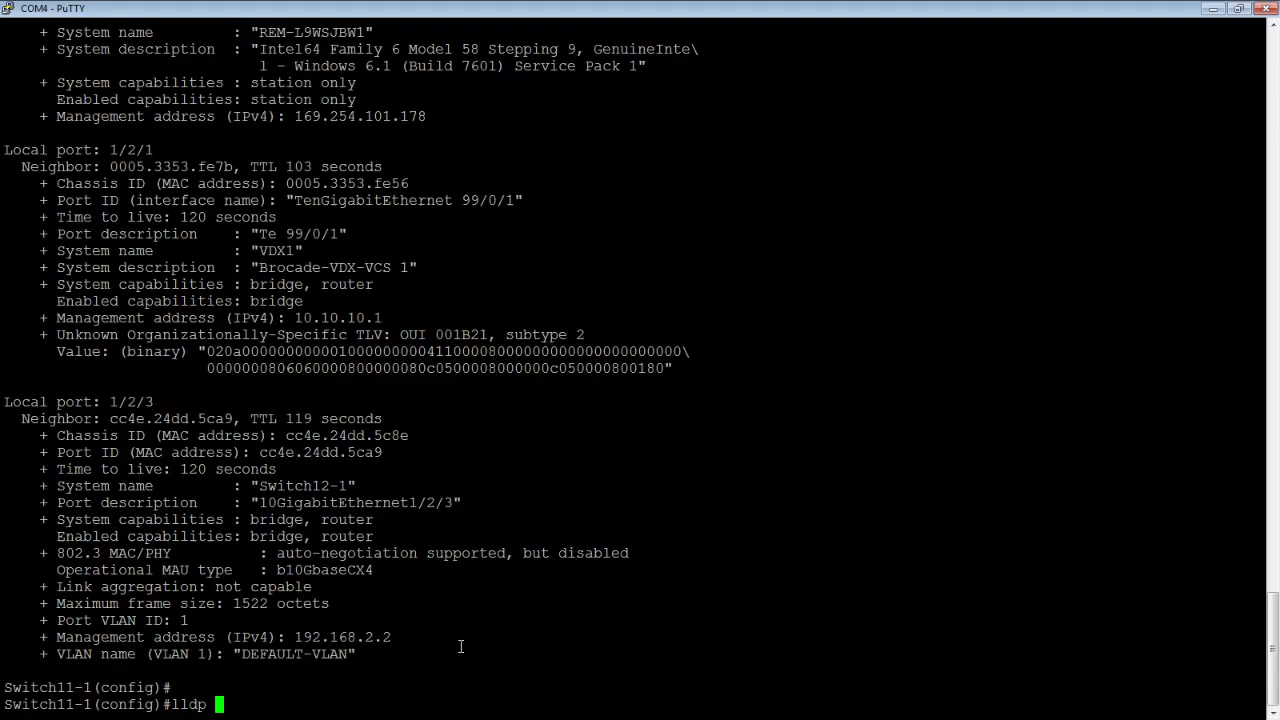 COM4 - PuTTY
+ System name          : "REM-L9WSJBW1"
+ System description   : "Intel64 Family 6 Model 58 Stepping 9, GenuineInte\
l - Windows 6.1 (Build 7601) Service Pack 1"
+ System capabilities : station only
Enabled capabilities: station only
+ Management address (IPv4): 169.254.101.178
Local port: 1/2/1
Neighbor: 0005.3353.fe7b, TTL 103 seconds
+ Chassis ID (MAC address): 0005.3353.fe56
+ Port ID (interface name): "TenGigabitEthernet 99/0/1"
+ Time to live: 120 seconds
+ Port description    : "Te 99/0/1"
+ System name         : "VDX1"
+ System description  : "Brocade-VDX-VCS 1"
+ System capabilities : bridge, router
Enabled capabilities: bridge
+ Management address (IPv4): 10.10.10.1
+ Unknown Organizationally-Specific TLV: OUI 001B21, subtype 2
Value: (binary) "020a0000000000100000000041100008000000000000000000000\
0000000806060000800000080c0500008000000c050000800180"
Local port: 1/2/3
Neighbor: cc4e.24dd.5ca9, TTL 119 seconds
+ Chassis ID (MAC address): cc4e.24dd.5c8e
+ Port ID (MAC address): cc4e.24dd.5ca9
+ Time to live: 120 seconds
+ System name         : "Switch12-1"
+ Port description    : "10GigabitEthernet1/2/3"
+ System capabilities : bridge, router
Enabled capabilities: bridge, router
+ 802.3 MAC/PHY          : auto-negotiation supported, but disabled
Operational MAU type   : b10GbaseCX4
+ Link aggregation: not capable
+ Maximum frame size: 1522 octets
+ Port VLAN ID: 1
+ Management address (IPv4): 192.168.2.2
+ VLAN name (VLAN 1): "DEFAULT-VLAN"
Switch11-1(config)#
Switch11-1(config)#lldp